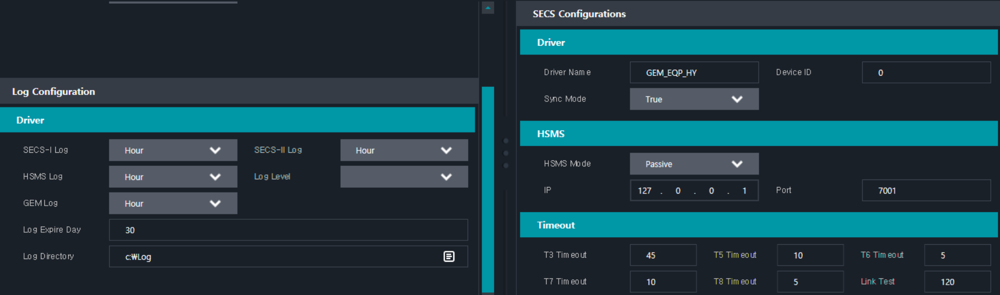 Log Configuration
Driver
SECS-I Log Hour SECS-II Log Hour
HSMS Log Hour Log Level
GEM Log Hour
Log Expire Day 30
Log Directory c:₩Log
SECS Configurations
Driver
Driver Name GEM_EQP_HY Device ID 0
Sync Mode True
HSMS
HSMS Mode Passive
IP 127 . 0 . 0 . 1 Port 7001
Timeout
T3 Timeout 45 T5 Timeout 10 T6 Timeout 5
T7 Timeout 10 T8 Timeout 5 Link Test 120